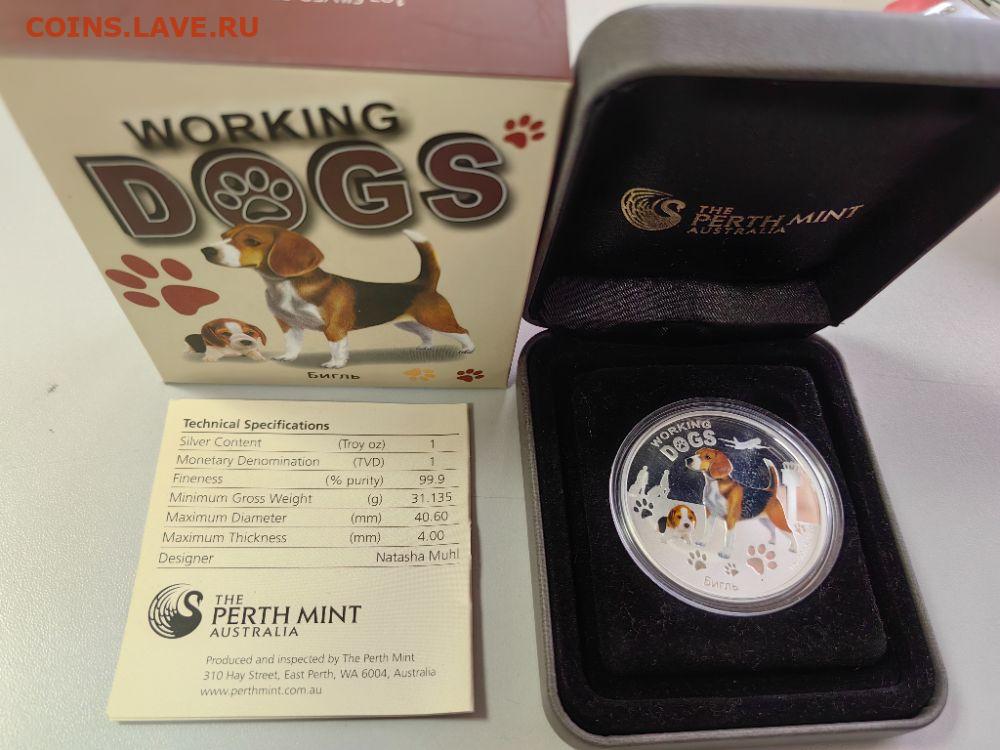 COINS.LAVE.RU
WORKING
DOGS
Бигль
THE
PERTH MINT
AUSTRALIA
WORKING
DOGS
Бигль
Technical Specifications
Silver Content (Troy oz) 1
Monetary Denomination (TVD) 1
Fineness (% purity) 99.9
Minimum Gross Weight (g) 31.135
Maximum Diameter (mm) 40.60
Maximum Thickness (mm) 4.00
Designer Natasha Muhl
THE
PERTH MINT
AUSTRALIA
Produced and inspected by The Perth Mint
310 Hay Street, East Perth, WA 6004, Australia
www.perthmint.com.au